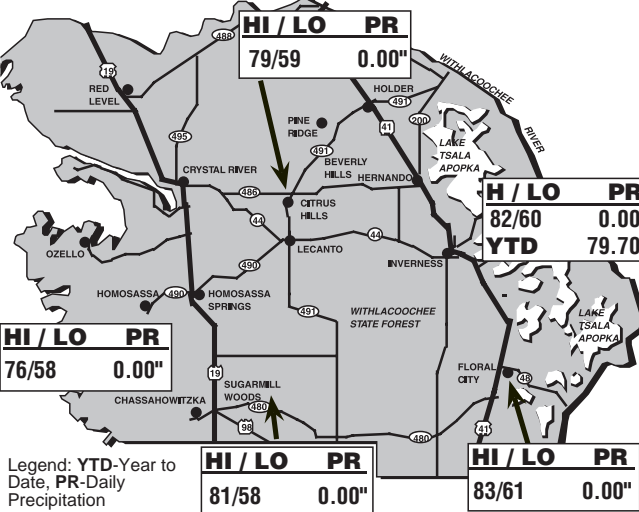 HI / LO PR
79/59 0.00"
488
WITHLACOOCHEE
RIVER
19
RED
LEVEL
HOLDER
491
200
PINE
RIDGE
41
495
491
LAKE
TSALA
APOPKA
BEVERLY
HILLS
CRYSTAL RIVER
HERNANDO
486
H / LO PR
82/60 0.00
YTD 79.70
CITRUS
HILLS
44
44
LECANTO
OZELLO
INVERNESS
490
HOMOSASSA
490
HOMOSASSA
SPRINGS
491
WITHLACOOCHEE
STATE FOREST
LAKE
TSALA
APOPKA
HI / LO PR
76/58 0.00"
19
FLORAL
CITY
48
SUGARMILL
WOODS
CHASSAHOWITZKA
480
98
480
41
Legend: YTD-Year to
Date, PR-Daily
Precipitation
HI / LO PR
81/58 0.00"
HI / LO PR
83/61 0.00"